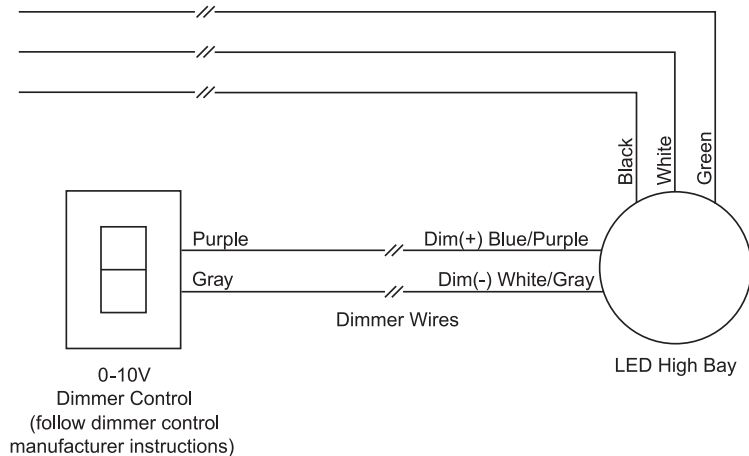 Black
White
Green
Purple
Dim(+) Blue/Purple
Gray
Dim(-) White/Gray
Dimmer Wires
LED High Bay
0-10V
Dimmer Control
(follow dimmer control
manufacturer instructions)